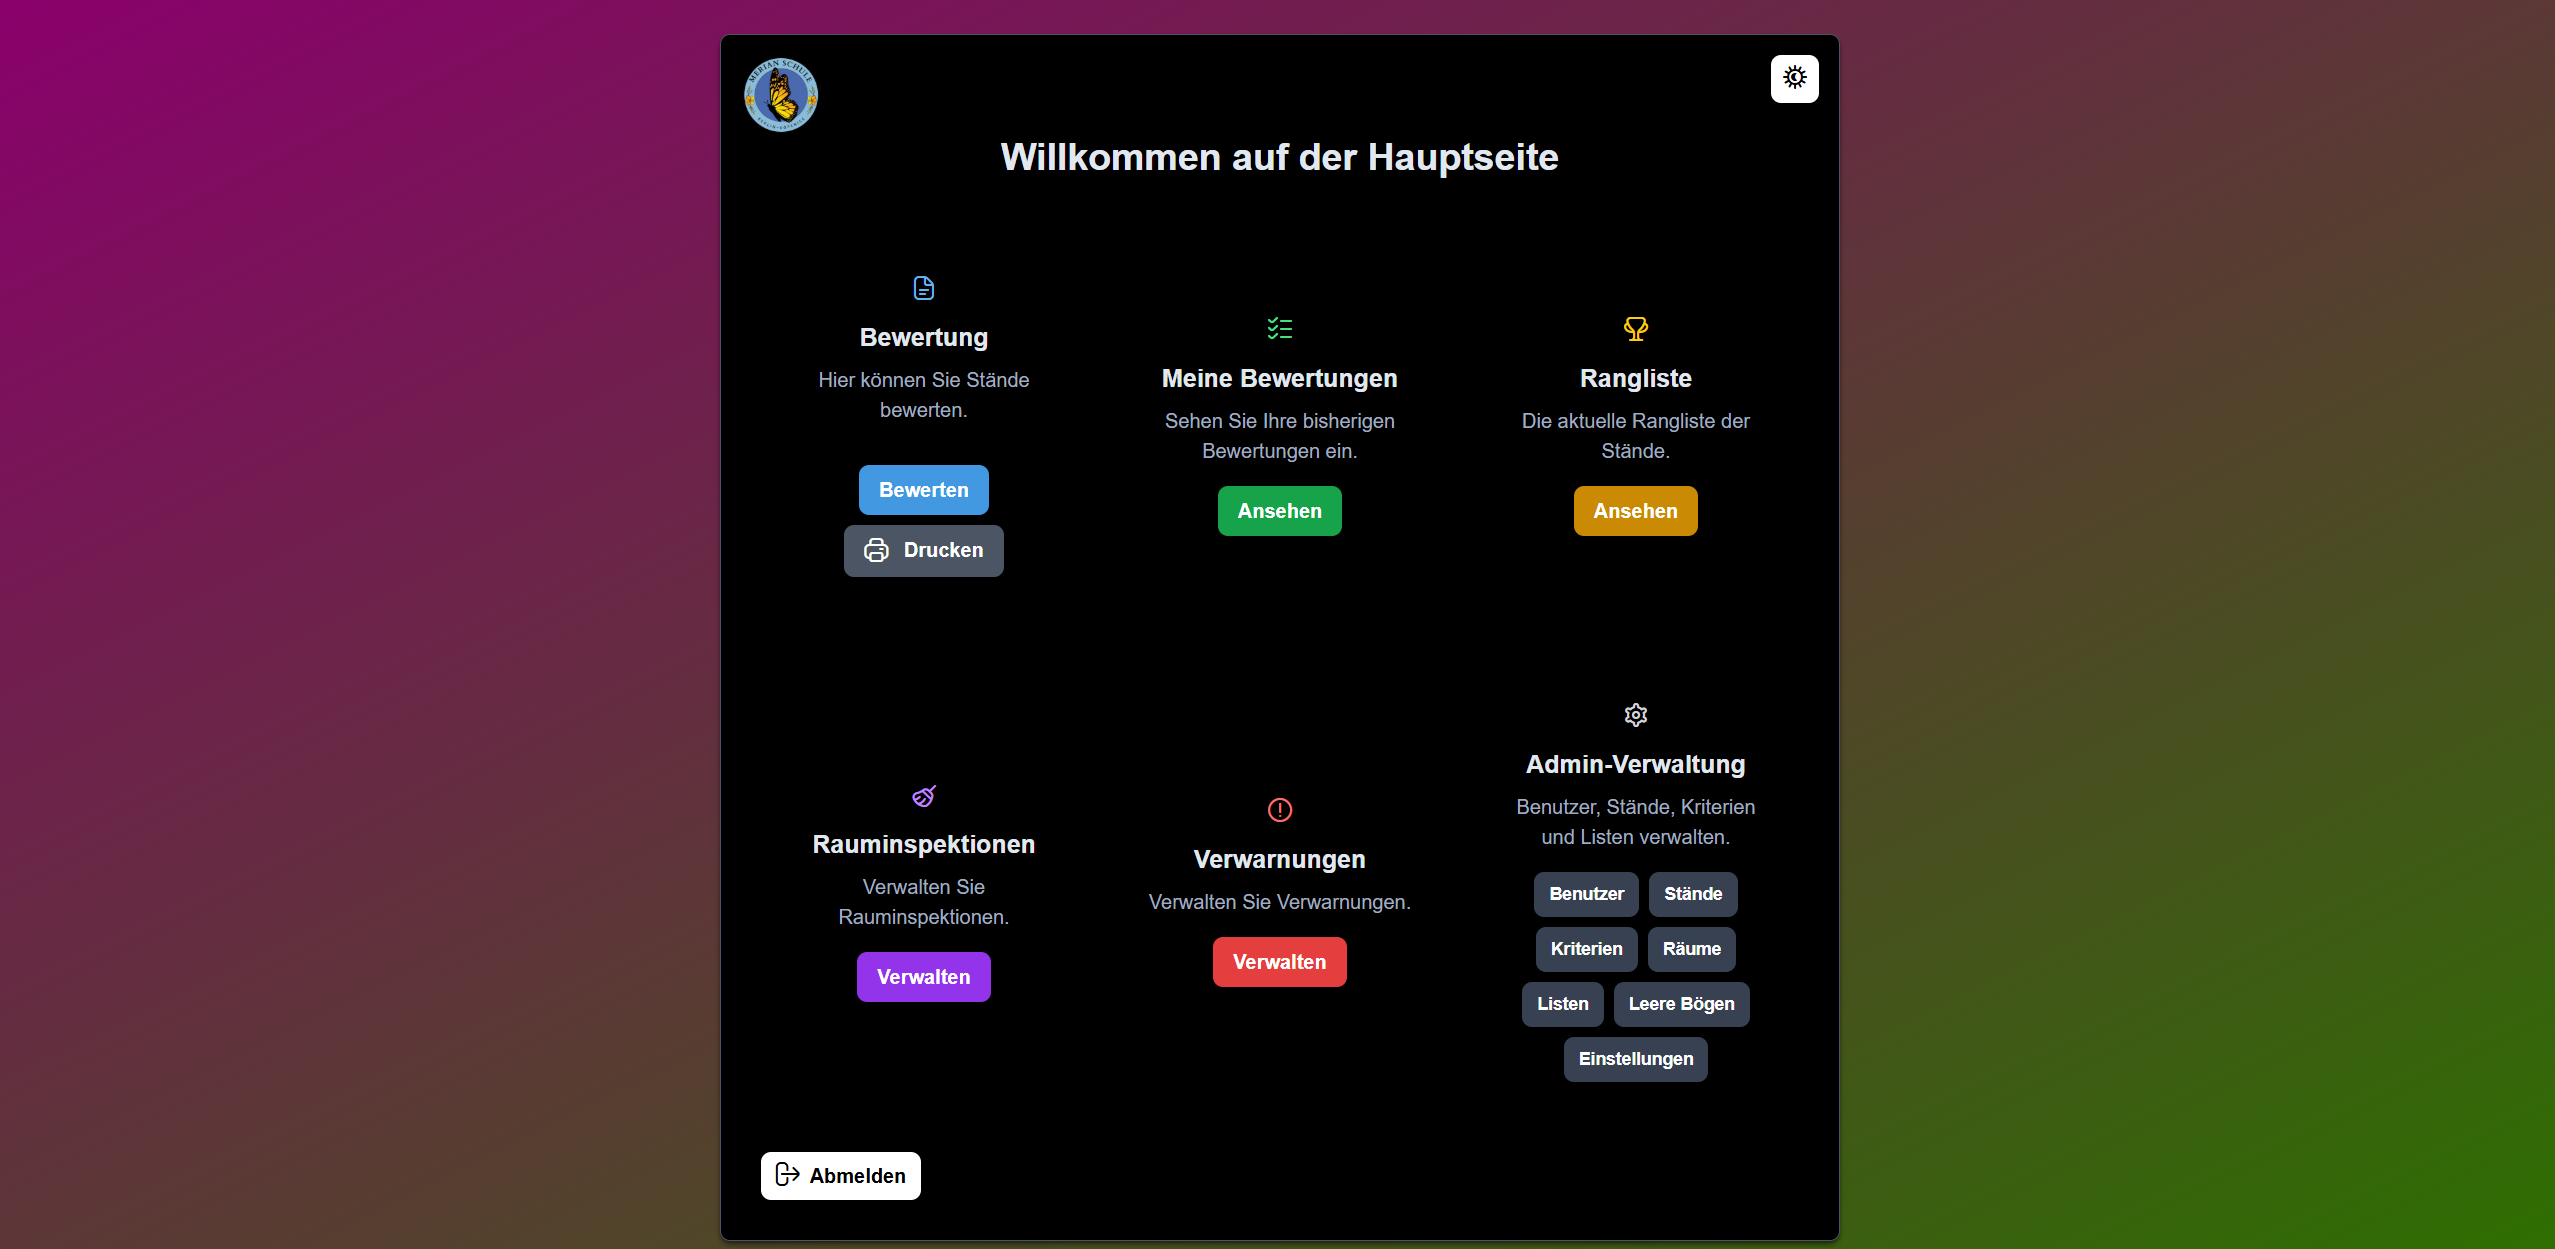 MERIAN SCHULE
BERLIN-KÖPENICK
Willkommen auf der Hauptseite
Bewertung
Hier können Sie Stände
bewerten.
Bewerten
Drucken
Meine Bewertungen
Sehen Sie Ihre bisherigen
Bewertungen ein.
Ansehen
Rangliste
Die aktuelle Rangliste der
Stände.
Ansehen
Rauminspektionen
Verwalten Sie
Rauminspektionen.
Verwalten
Verwarnungen
Verwalten Sie Verwarnungen.
Verwalten
Admin-Verwaltung
Benutzer, Stände, Kriterien
und Listen verwalten.
Benutzer Stände
Kriterien Räume
Listen Leere Bögen
Einstellungen
Abmelden